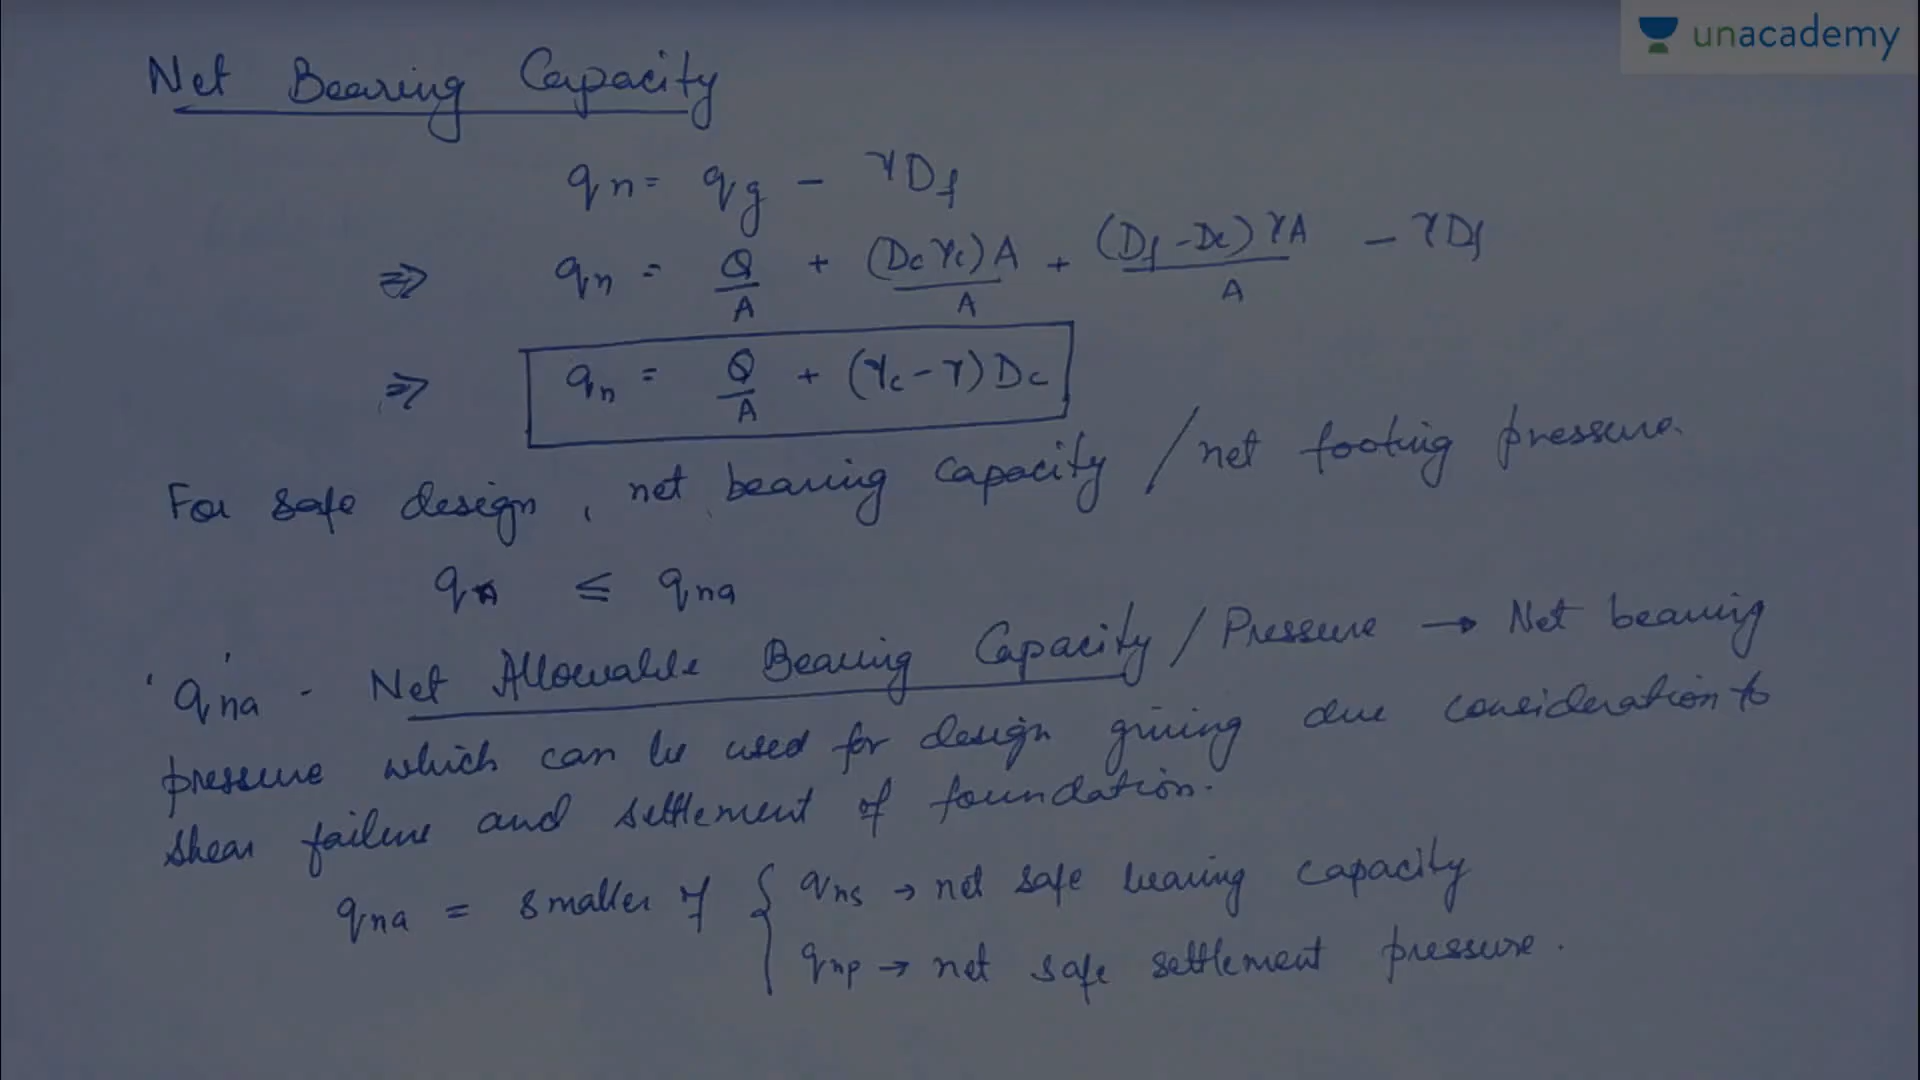 unacademy
Net Bearing Capacity
qn = qg - γDf
⇒ qn = Q/A + (Dcγc)A/A + (Df-Dc)γA/A - γDf
⇒ qn = Q/A + (γc-γ)Dc
For safe design, net bearing capacity / net footing pressure.
qn ≤ qna
'qna' - Net Allowable Bearing Capacity / Pressure → Net bearing
pressure which can be used for design giving due consideration to
shear failure and settlement of foundation.
qna = smaller of { qns → net safe bearing capacity
qnp → net safe settlement pressure.